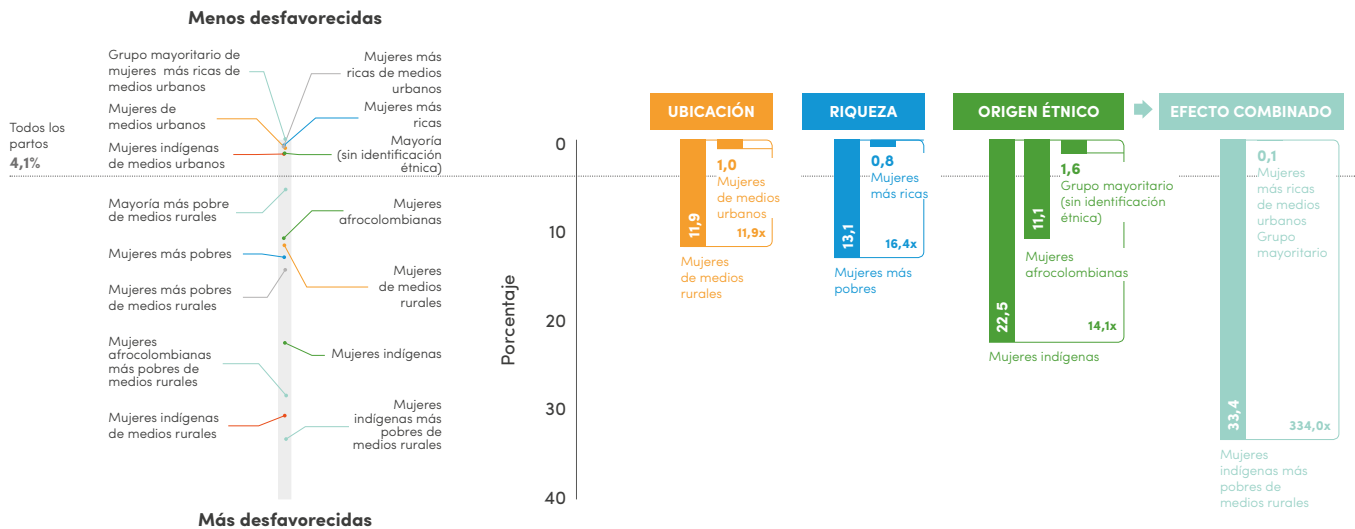 Menos desfavorecidas
Grupo mayoritario de
mujeres más ricas de
medios urbanos
Mujeres más
ricas de medios
urbanos
Mujeres de
medios urbanos
Mujeres más
ricas
Mujeres indígenas
de medios urbanos
Mayoría
(sin identificación
étnica)
Todos los
partos
4,1%
Mayoría más pobre
de medios rurales
Mujeres
afrocolombianas
Mujeres más pobres
Mujeres
de medios
rurales
Mujeres más pobres
de medios rurales
Mujeres
afrocolombianas
más pobres de
medios rurales
Mujeres indígenas
Mujeres indígenas
de medios rurales
Mujeres
indígenas más
pobres de
medios rurales
Más desfavorecidas
Porcentaje
0
10
20
30
40
UBICACIÓN
1,0
Mujeres
de medios
urbanos
11,9
11,9x
Mujeres
de medios
rurales
RIQUEZA
0,8
Mujeres
más ricas
13,1
16,4x
Mujeres más
pobres
ORIGEN ÉTNICO
1,6
Grupo mayoritario
(sin identificación
étnica)
11,1
Mujeres
afrocolombianas
22,5
14,1x
Mujeres indígenas
EFECTO COMBINADO
0,1
Mujeres
más ricas
de medios
urbanos
Grupo
mayoritario
33,4
334,0x
Mujeres
indígenas más
pobres de
medios rurales